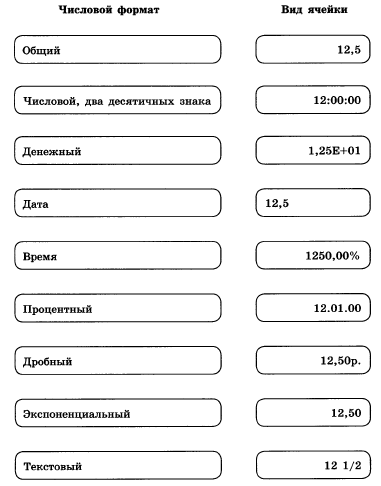 Числовой формат Вид ячейки
Общий 12,5
Числовой, два десятичных знака 12:00:00
Денежный 1,25E+01
Дата 12,5
Время 1250,00%
Процентный 12.01.00
Дробный 12,50р.
Экспоненциальный 12,50
Текстовый 12 1/2